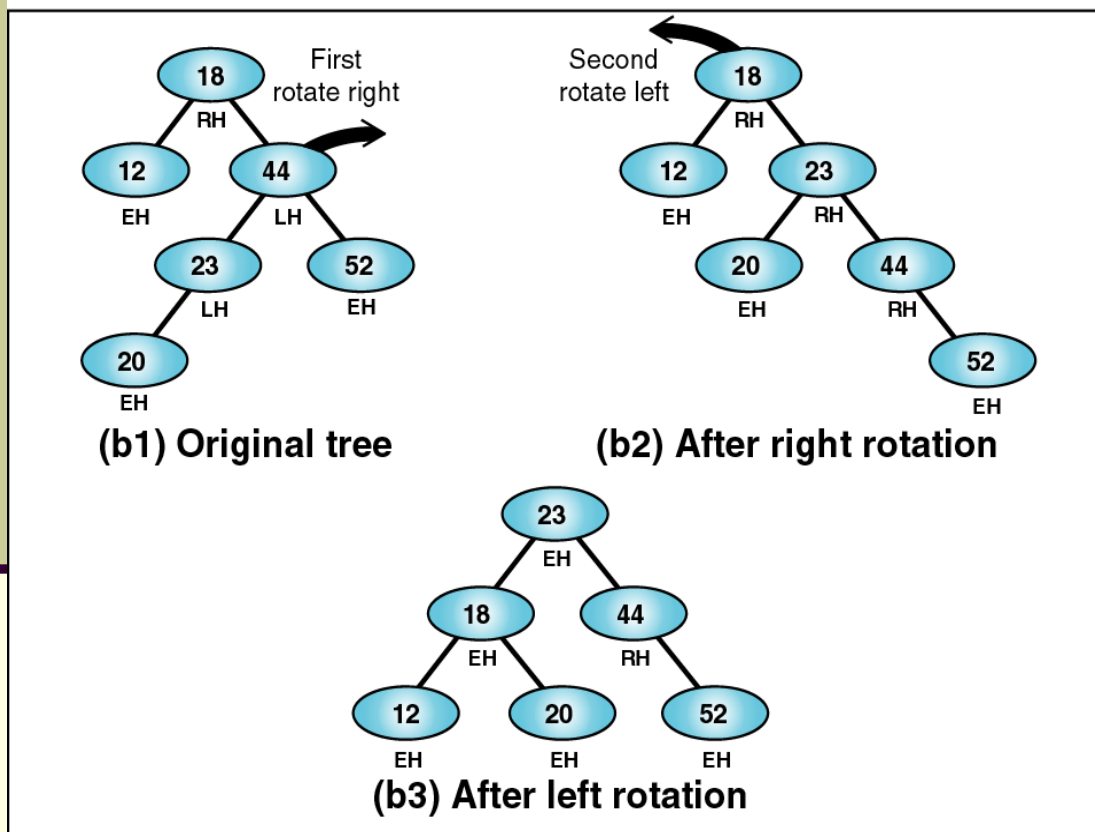 18
First
rotate right
RH
12
44
EH
LH
23
52
LH
EH
20
EH
(b1) Original tree
Second
rotate left
18
RH
12
23
EH
RH
20
44
EH
RH
52
EH
(b2) After right rotation
23
EH
18
44
EH
RH
12
20
52
EH
EH
EH
(b3) After left rotation